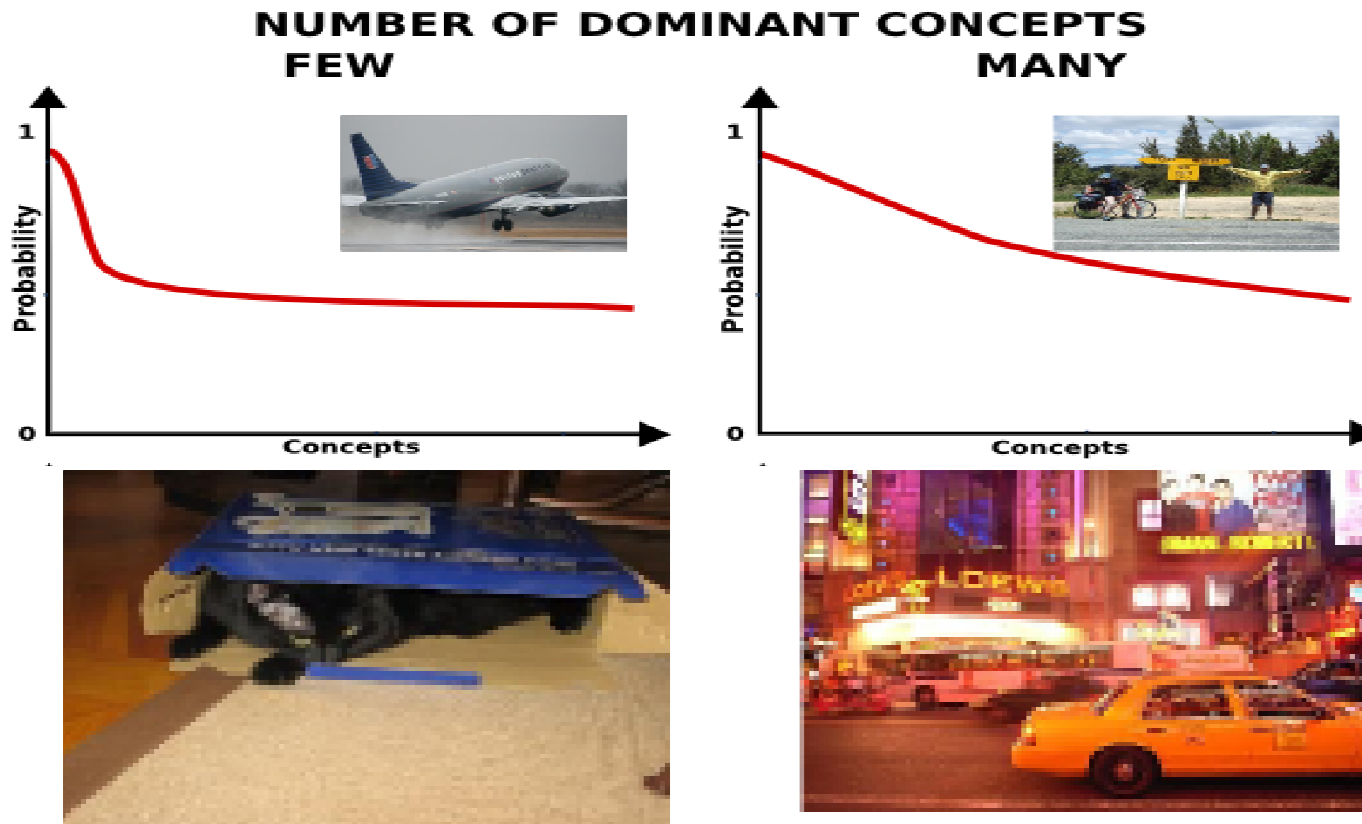 NUMBER OF DOMINANT CONCEPTS
FEW
MANY
1
Probability
0
Concepts
1
Probability
0
Concepts
LOEWS